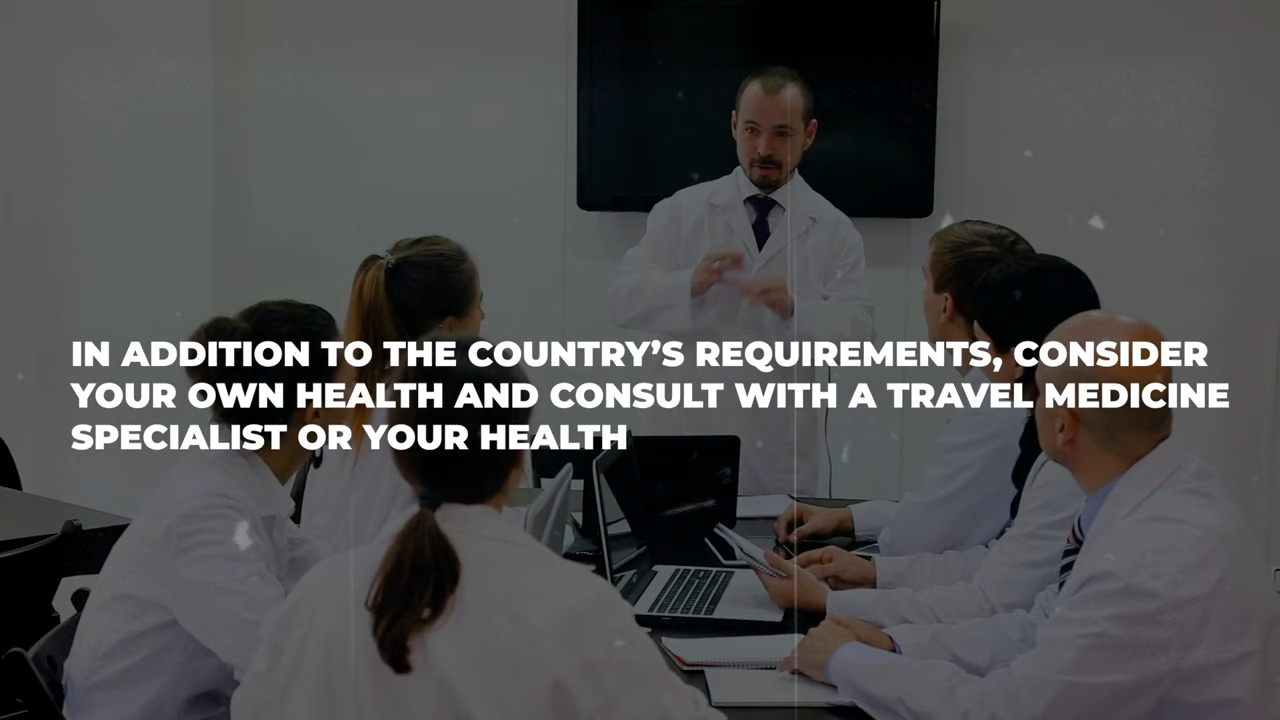 IN ADDITION TO THE COUNTRY’S REQUIREMENTS, CONSIDER
YOUR OWN HEALTH AND CONSULT WITH A TRAVEL MEDICINE
SPECIALIST OR YOUR HEALTH